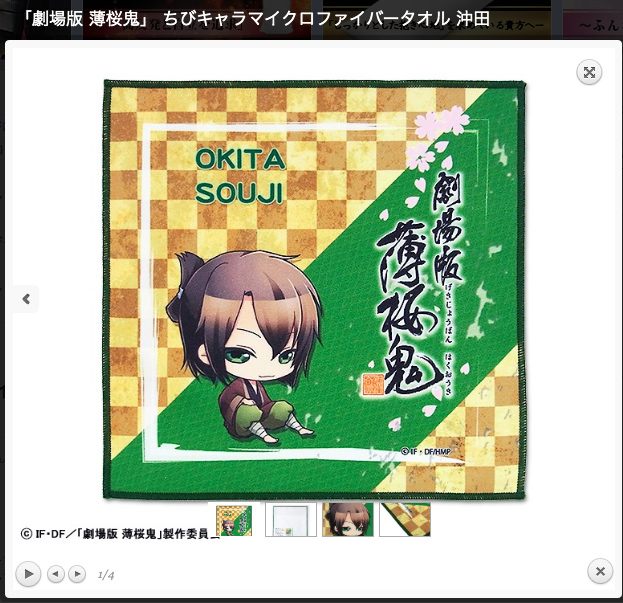 「劇場版 薄桜鬼」 ちびキャラマイクロファイバータオル 沖田
OKITA
SOUJI
劇場版
げきじょうばん
薄桜鬼
はくおうき
©IF・DF/HMP
© IF・DF／「劇場版 薄桜鬼」製作委員
1/4